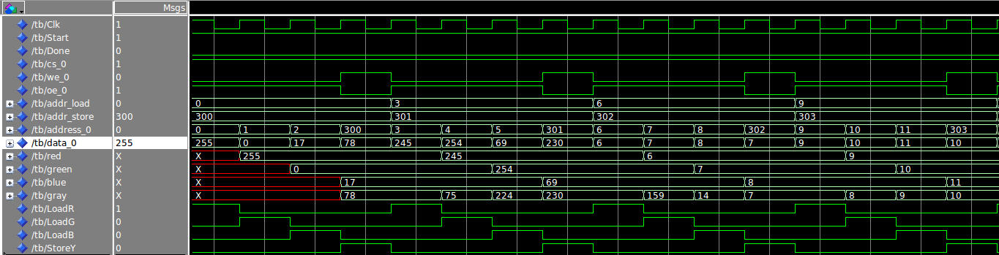 Msgs
/tb/Clk 1
/tb/Start 1
/tb/Done 0
/tb/cs_0 1
/tb/we_0 0
/tb/oe_0 1
/tb/addr_load 0 0 3 6 9
/tb/addr_store 300 300 301 302 303
/tb/address_0 0 0 1 2 300 3 4 5 301 6 7 8 302 9 10 11 303
/tb/data_0 255 255 0 17 78 245 254 69 230 6 7 8 7 9 10 11 10
/tb/red X X 255 245 6 9
/tb/green X X 0 254 7 10
/tb/blue X X 17 69 8 11
/tb/gray X X 78 75 224 230 159 14 7 8 9 10
/tb/LoadR 1
/tb/LoadG 0
/tb/LoadB 0
/tb/StoreY 0